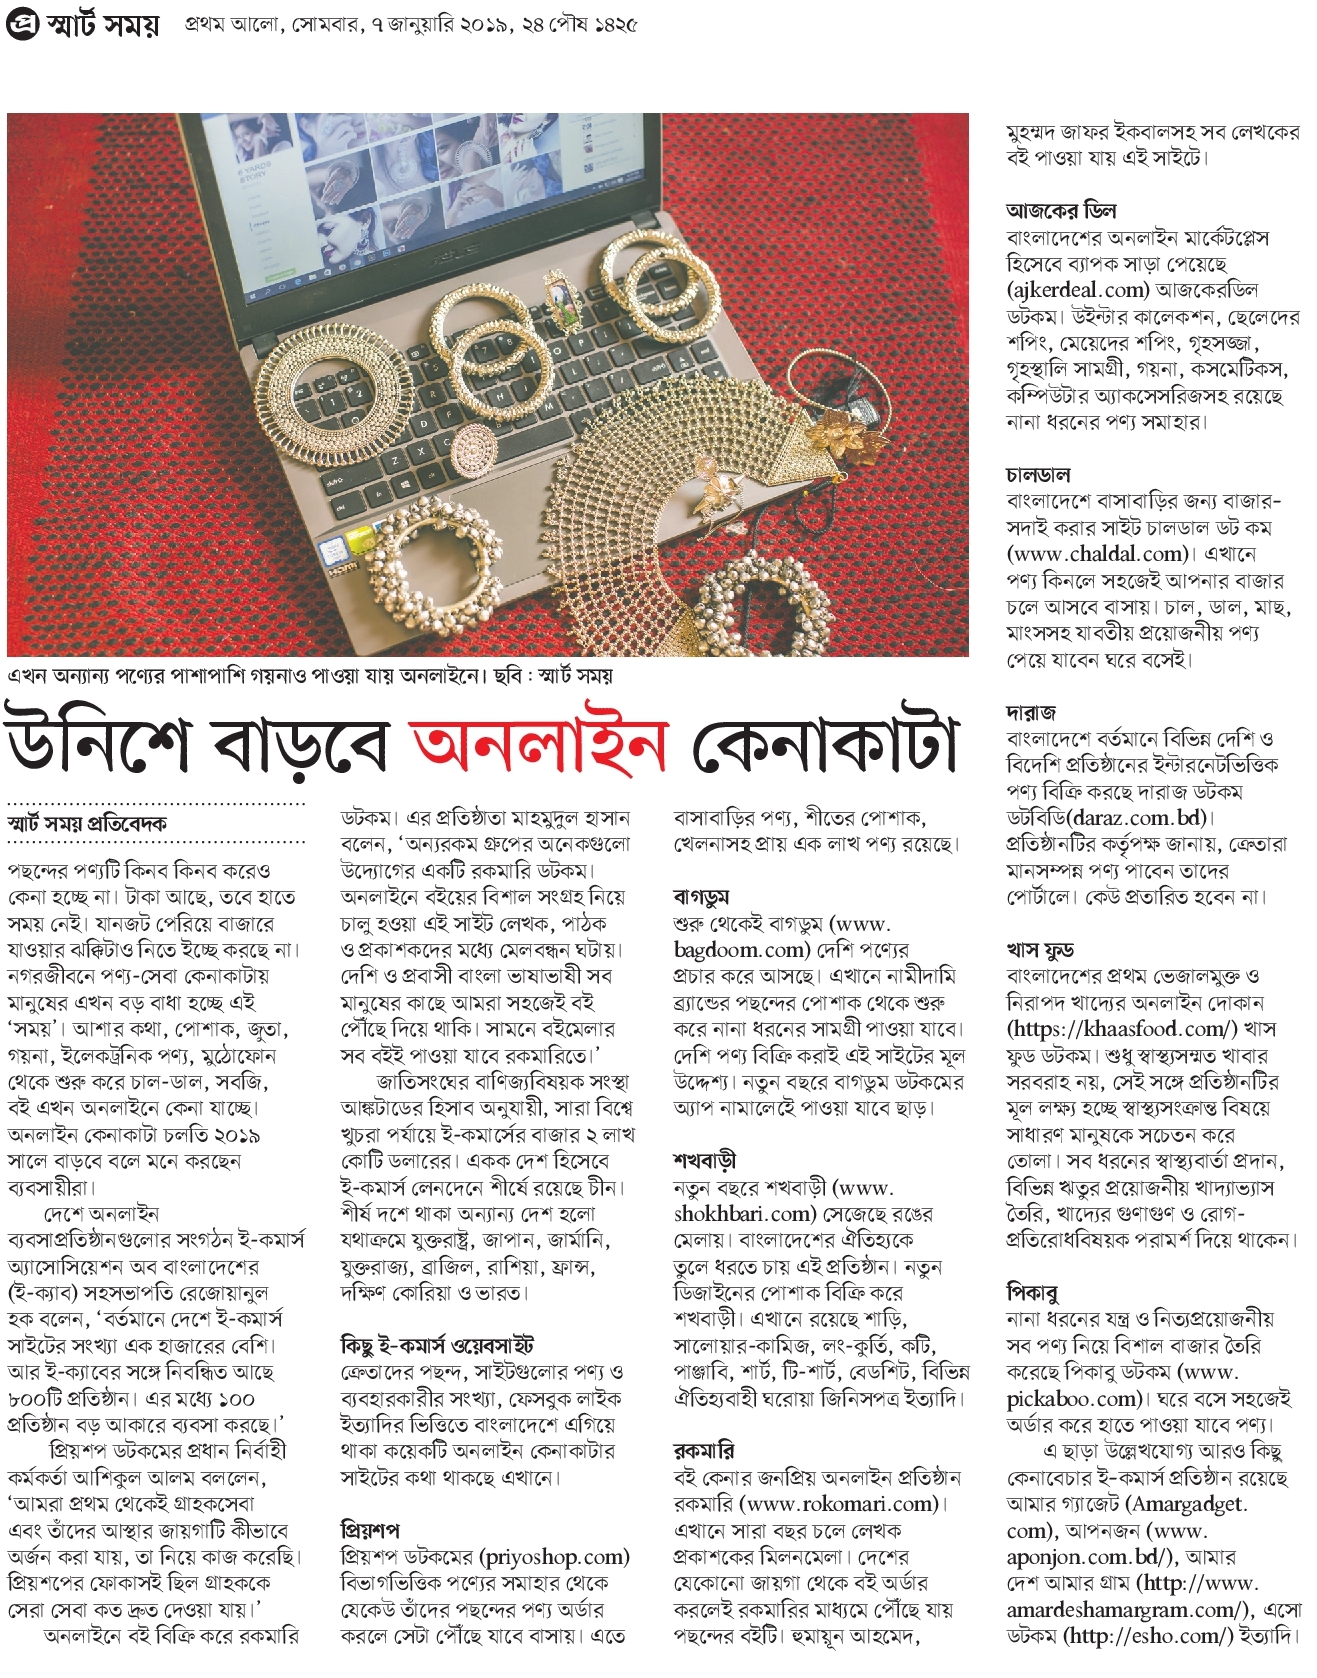 প্র স্মার্ট সময় প্রথম আলো, সোমবার, ৭ জানুয়ারি ২০১৯, ২৪ পৌষ ১৪২৫
6 YARDS
STORY
ASUS
HDMI
এখন অন্যান্য পণ্যের পাশাপাশি গয়নাও পাওয়া যায় অনলাইনে। ছবি : স্মার্ট সময়
উনিশে বাড়বে অনলাইন কেনাকাটা
স্মার্ট সময় প্রতিবেদক
পছন্দের পণ্যটি কিনব কিনব করেও
কেনা হচ্ছে না। টাকা আছে, তবে হাতে
সময় নেই। যানজট পেরিয়ে বাজারে
যাওয়ার ঝক্কিটাও নিতে ইচ্ছে করছে না।
নগরজীবনে পণ্য-সেবা কেনাকাটায়
মানুষের এখন বড় বাধা হচ্ছে এই
‘সময়’। আশার কথা, পোশাক, জুতা,
গয়না, ইলেকট্রনিক পণ্য, মুঠোফোন
থেকে শুরু করে চাল-ডাল, সবজি,
বই এখন অনলাইনে কেনা যাচ্ছে।
অনলাইন কেনাকাটা চলতি ২০১৯
সালে বাড়বে বলে মনে করছেন
ব্যবসায়ীরা।
দেশে অনলাইন
ব্যবসাপ্রতিষ্ঠানগুলোর সংগঠন ই-কমার্স
অ্যাসোসিয়েশন অব বাংলাদেশের
(ই-ক্যাব) সহসভাপতি রেজোয়ানুল
হক বলেন, ‘বর্তমানে দেশে ই-কমার্স
সাইটের সংখ্যা এক হাজারের বেশি।
আর ই-ক্যাবের সঙ্গে নিবন্ধিত আছে
৮০০টি প্রতিষ্ঠান। এর মধ্যে ১০০
প্রতিষ্ঠান বড় আকারে ব্যবসা করছে।’
প্রিয়শপ ডটকমের প্রধান নির্বাহী
কর্মকর্তা আশিকুল আলম বললেন,
‘আমরা প্রথম থেকেই গ্রাহকসেবা
এবং তাঁদের আস্থার জায়গাটি কীভাবে
অর্জন করা যায়, তা নিয়ে কাজ করেছি।
প্রিয়শপের ফোকাসই ছিল গ্রাহককে
সেরা সেবা কত দ্রুত দেওয়া যায়।’
অনলাইনে বই বিক্রি করে রকমারি
ডটকম। এর প্রতিষ্ঠাতা মাহমুদুল হাসান
বলেন, ‘অন্যরকম গ্রুপের অনেকগুলো
উদ্যোগের একটি রকমারি ডটকম।
অনলাইনে বইয়ের বিশাল সংগ্রহ নিয়ে
চালু হওয়া এই সাইট লেখক, পাঠক
ও প্রকাশকদের মধ্যে মেলবন্ধন ঘটায়।
দেশি ও প্রবাসী বাংলা ভাষাভাষী সব
মানুষের কাছে আমরা সহজেই বই
পৌঁছে দিয়ে থাকি। সামনে বইমেলার
সব বইই পাওয়া যাবে রকমারিতে।’
জাতিসংঘের বাণিজ্যবিষয়ক সংস্থা
আঙ্কটাডের হিসাব অনুযায়ী, সারা বিশ্বে
খুচরা পর্যায়ে ই-কমার্সের বাজার ২ লাখ
কোটি ডলারের। একক দেশ হিসেবে
ই-কমার্স লেনদেনে শীর্ষে রয়েছে চীন।
শীর্ষ দশে থাকা অন্যান্য দেশ হলো
যথাক্রমে যুক্তরাষ্ট্র, জাপান, জার্মানি,
যুক্তরাজ্য, ব্রাজিল, রাশিয়া, ফ্রান্স,
দক্ষিণ কোরিয়া ও ভারত।
কিছু ই-কমার্স ওয়েবসাইট
ক্রেতাদের পছন্দ, সাইটগুলোর পণ্য ও
ব্যবহারকারীর সংখ্যা, ফেসবুক লাইক
ইত্যাদির ভিত্তিতে বাংলাদেশে এগিয়ে
থাকা কয়েকটি অনলাইন কেনাকাটার
সাইটের কথা থাকছে এখানে।
প্রিয়শপ
প্রিয়শপ ডটকমের (priyoshop.com)
বিভাগভিত্তিক পণ্যের সমাহার থেকে
যেকেউ তাঁদের পছন্দের পণ্য অর্ডার
করলে সেটা পৌঁছে যাবে বাসায়। এতে
বাসাবাড়ির পণ্য, শীতের পোশাক,
খেলনাসহ প্রায় এক লাখ পণ্য রয়েছে।
বাগডুম
শুরু থেকেই বাগডুম (www.
bagdoom.com) দেশি পণ্যের
প্রচার করে আসছে। এখানে নামীদামি
ব্র্যান্ডের পছন্দের পোশাক থেকে শুরু
করে নানা ধরনের সামগ্রী পাওয়া যাবে।
দেশি পণ্য বিক্রি করাই এই সাইটের মূল
উদ্দেশ্য। নতুন বছরে বাগডুম ডটকমের
অ্যাপ নামালেই পাওয়া যাবে ছাড়।
শখবাড়ী
নতুন বছরে শখবাড়ী (www.
shokhbari.com) সেজেছে রঙের
মেলায়। বাংলাদেশের ঐতিহ্যকে
তুলে ধরতে চায় এই প্রতিষ্ঠান। নতুন
ডিজাইনের পোশাক বিক্রি করে
শখবাড়ী। এখানে রয়েছে শাড়ি,
সালোয়ার-কামিজ, লং-কুর্তি, কটি,
পাঞ্জাবি, শার্ট, টি-শার্ট, বেডশিট, বিভিন্ন
ঐতিহ্যবাহী ঘরোয়া জিনিসপত্র ইত্যাদি।
রকমারি
বই কেনার জনপ্রিয় অনলাইন প্রতিষ্ঠান
রকমারি (www.rokomari.com)।
এখানে সারা বছর চলে লেখক
প্রকাশকের মিলনমেলা। দেশের
যেকোনো জায়গা থেকে বই অর্ডার
করলেই রকমারির মাধ্যমে পৌঁছে যায়
পছন্দের বইটি। হুমায়ূন আহমেদ,
মুহম্মদ জাফর ইকবালসহ সব লেখকের
বই পাওয়া যায় এই সাইটে।
আজকের ডিল
বাংলাদেশের অনলাইন মার্কেটপ্লেস
হিসেবে ব্যাপক সাড়া পেয়েছে
(ajkerdeal.com) আজকেরডিল
ডটকম। উইন্টার কালেকশন, ছেলেদের
শপিং, মেয়েদের শপিং, গৃহসজ্জা,
গৃহস্থালি সামগ্রী, গয়না, কসমেটিকস,
কম্পিউটার অ্যাকসেসরিজসহ রয়েছে
নানা ধরনের পণ্য সমাহার।
চালডাল
বাংলাদেশে বাসাবাড়ির জন্য বাজার-
সদাই করার সাইট চালডাল ডট কম
(www.chaldal.com)। এখানে
পণ্য কিনলে সহজেই আপনার বাজার
চলে আসবে বাসায়। চাল, ডাল, মাছ,
মাংসসহ যাবতীয় প্রয়োজনীয় পণ্য
পেয়ে যাবেন ঘরে বসেই।
দারাজ
বাংলাদেশে বর্তমানে বিভিন্ন দেশি ও
বিদেশি প্রতিষ্ঠানের ইন্টারনেটভিত্তিক
পণ্য বিক্রি করছে দারাজ ডটকম
ডটবিডি(daraz.com.bd)।
প্রতিষ্ঠানটির কর্তৃপক্ষ জানায়, ক্রেতারা
মানসম্পন্ন পণ্য পাবেন তাদের
পোর্টালে। কেউ প্রতারিত হবেন না।
খাস ফুড
বাংলাদেশের প্রথম ভেজালমুক্ত ও
নিরাপদ খাদ্যের অনলাইন দোকান
(https://khaasfood.com/) খাস
ফুড ডটকম। শুধু স্বাস্থ্যসম্মত খাবার
সরবরাহ নয়, সেই সঙ্গে প্রতিষ্ঠানটির
মূল লক্ষ্য হচ্ছে স্বাস্থ্যসংক্রান্ত বিষয়ে
সাধারণ মানুষকে সচেতন করে
তোলা। সব ধরনের স্বাস্থ্যবার্তা প্রদান,
বিভিন্ন ঋতুর প্রয়োজনীয় খাদ্যাভ্যাস
তৈরি, খাদ্যের গুণাগুণ ও রোগ-
প্রতিরোধবিষয়ক পরামর্শ দিয়ে থাকেন।
পিকাবু
নানা ধরনের যন্ত্র ও নিত্যপ্রয়োজনীয়
সব পণ্য নিয়ে বিশাল বাজার তৈরি
করেছে পিকাবু ডটকম (www.
pickaboo.com)। ঘরে বসে সহজেই
অর্ডার করে হাতে পাওয়া যাবে পণ্য।
এ ছাড়া উল্লেখযোগ্য আরও কিছু
কেনাবেচার ই-কমার্স প্রতিষ্ঠান রয়েছে
আমার গ্যাজেট (Amargadget.
com), আপনজন (www.
aponjon.com.bd/), আমার
দেশ আমার গ্রাম (http://www.
amardeshamargram.com/), এসো
ডটকম (http://esho.com/) ইত্যাদি।